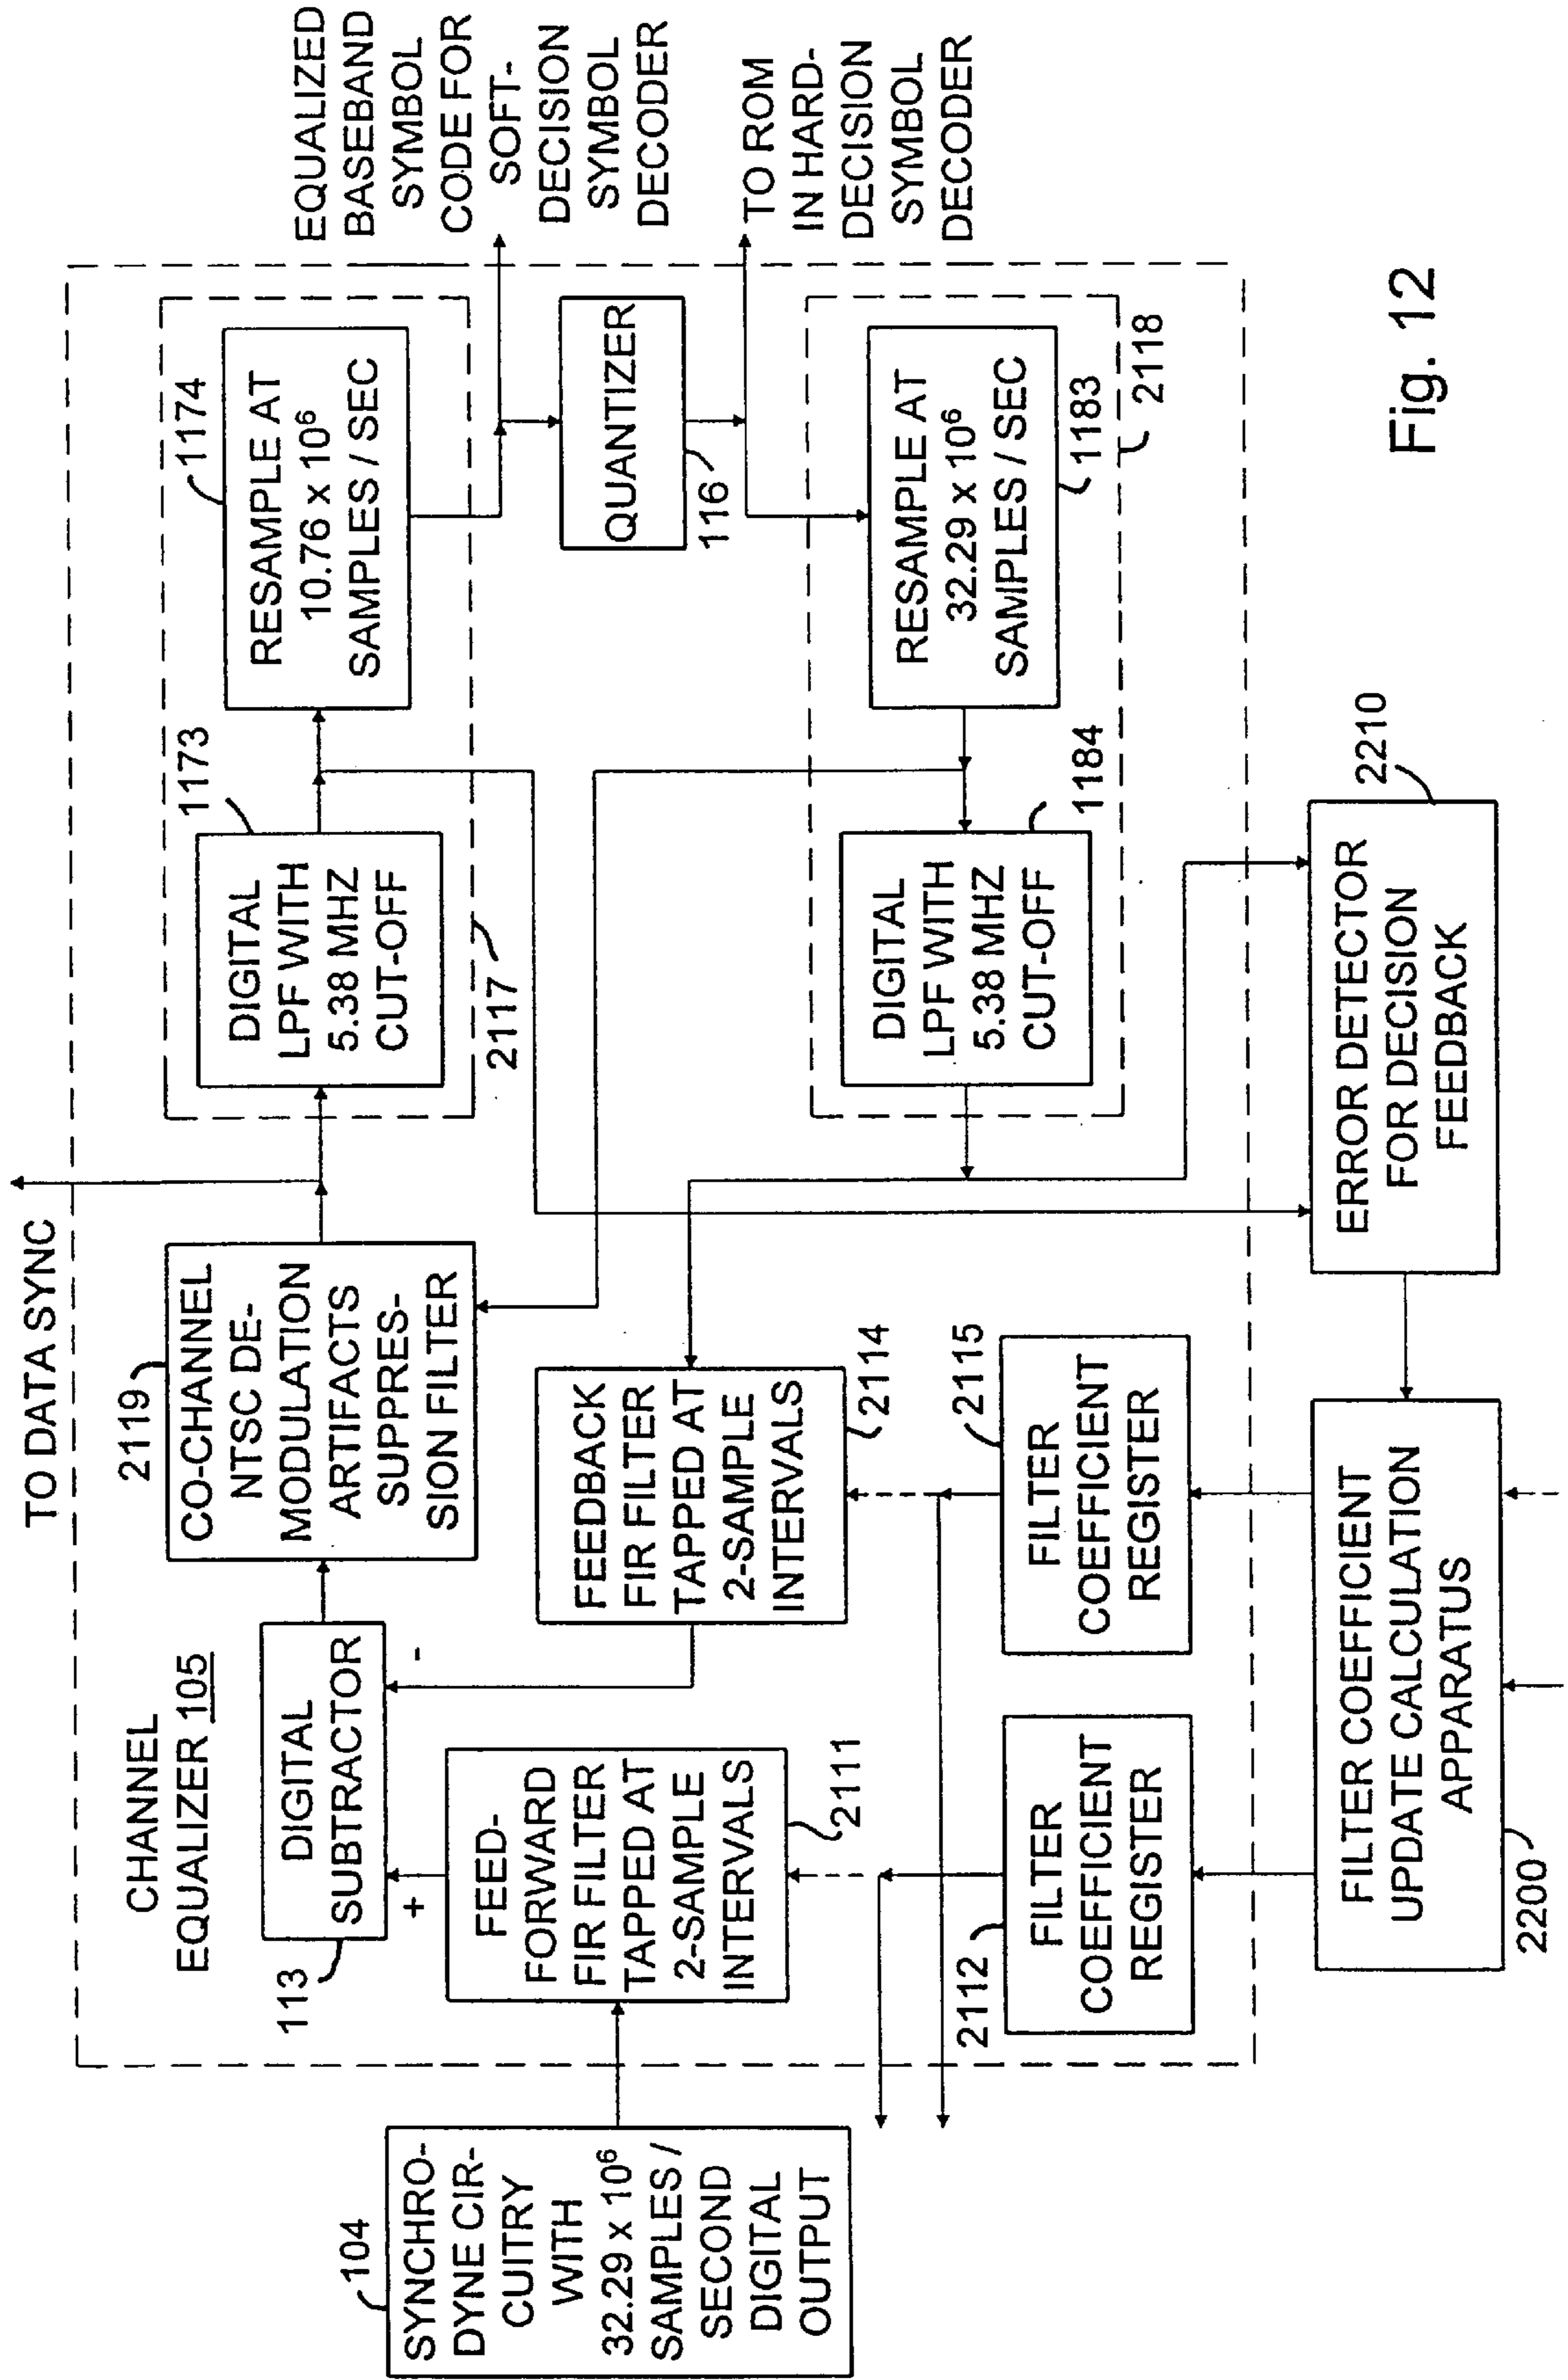 TO DATA SYNC
CHANNEL
EQUALIZER 105
2119
CO-CHANNEL
NTSC DE-
MODULATION
ARTIFACTS
SUPPRES-
SION FILTER
1173
DIGITAL
LPF WITH
5.38 MHZ
CUT-OFF
2117
1174
RESAMPLE AT
10.76 x 10⁶
SAMPLES / SEC
EQUALIZED
BASEBAND
SYMBOL
CODE FOR
SOFT-
DECISION
SYMBOL
DECODER
113
DIGITAL
SUBTRACTOR
+
-
QUANTIZER
116
TO ROM
IN HARD-
DECISION
SYMBOL
DECODER
104
SYNCHRO-
DYNE CIR-
CUITRY
WITH
32.29 x 10⁶
SAMPLES /
SECOND
DIGITAL
OUTPUT
FEED-
FORWARD
FIR FILTER
TAPPED AT
2-SAMPLE
INTERVALS
2111
FEEDBACK
FIR FILTER
TAPPED AT
2-SAMPLE
INTERVALS
2114
DIGITAL
LPF WITH
5.38 MHZ
CUT-OFF
1184
RESAMPLE AT
32.29 x 10⁶
SAMPLES / SEC
1183
2118
2112
FILTER
COEFFICIENT
REGISTER
2115
FILTER
COEFFICIENT
REGISTER
2200
FILTER COEFFICIENT
UPDATE CALCULATION
APPARATUS
2210
ERROR DETECTOR
FOR DECISION
FEEDBACK
Fig. 12